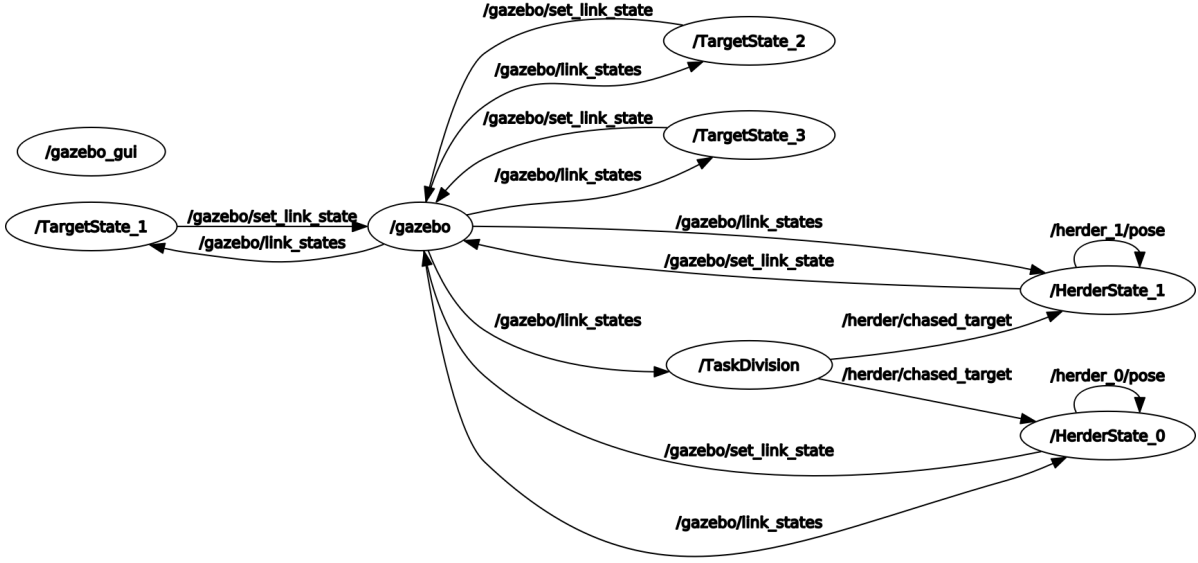 /gazebo/set_link_state
/TargetState_2
/gazebo/link_states
/gazebo/set_link_state
/TargetState_3
/gazebo_gui
/gazebo/link_states
/TargetState_1
/gazebo/set_link_state
/gazebo
/gazebo/link_states
/gazebo/link_states
/herder_1/pose
/gazebo/set_link_state
/HerderState_1
/gazebo/link_states
/herder/chased_target
/TaskDivision
/herder/chased_target
/herder_0/pose
/HerderState_0
/gazebo/set_link_state
/gazebo/link_states